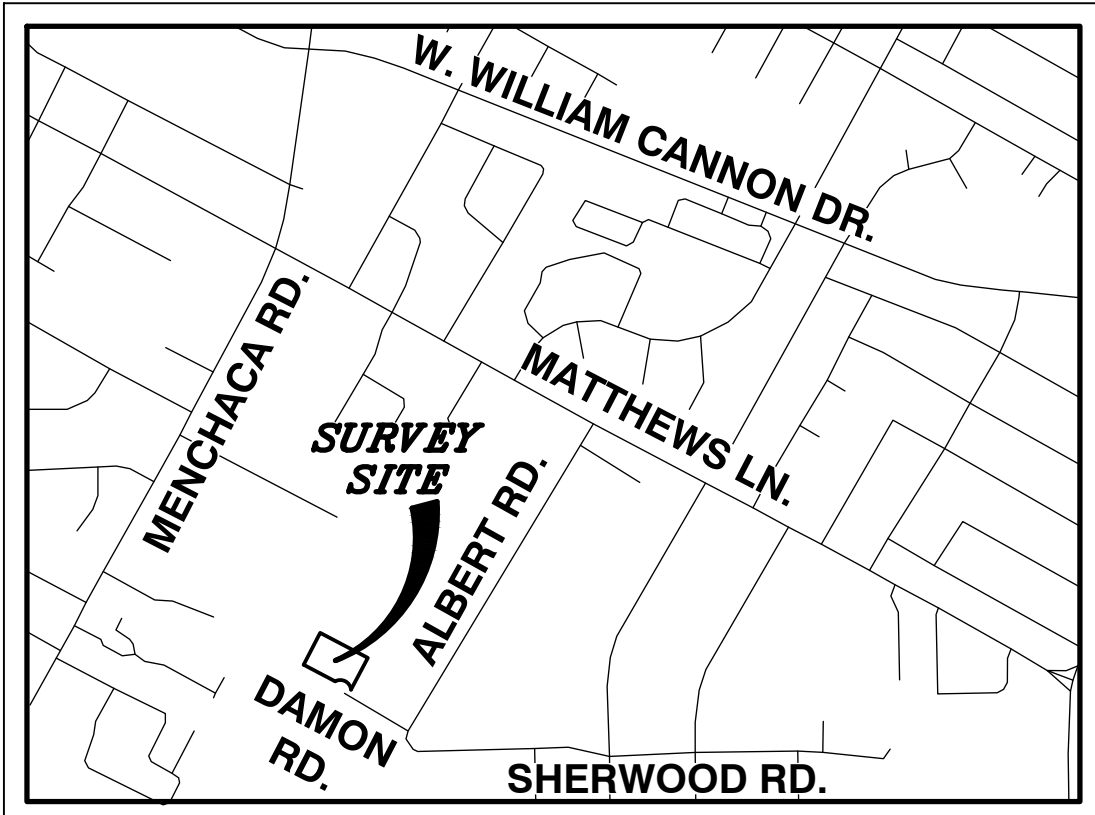 W. WILLIAM CANNON DR.
MENCHACA RD.
MATTHEWS LN.
SURVEY
SITE
ALBERT RD.
DAMON
RD.
SHERWOOD RD.